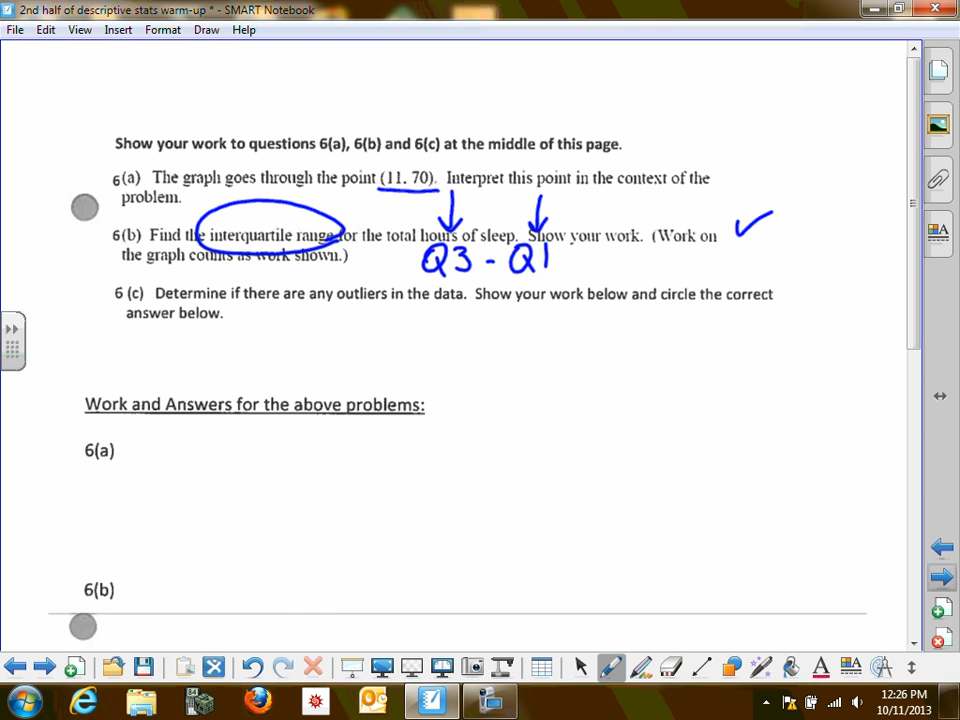 2nd half of descriptive stats warm-up * - SMART Notebook
File Edit View Insert Format Draw Help
Show your work to questions 6(a), 6(b) and 6(c) at the middle of this page.
6(a) The graph goes through the point (11. 70). Interpret this point in the context of the
problem.
6(b) Find the interquartile range for the total hours of sleep. Show your work. (Work on
the graph counts as work shown.)
Q3 - Q1
6 (c) Determine if there are any outliers in the data. Show your work below and circle the correct
answer below.
Work and Answers for the above problems:
6(a)
6(b)
12:26 PM
10/11/2013